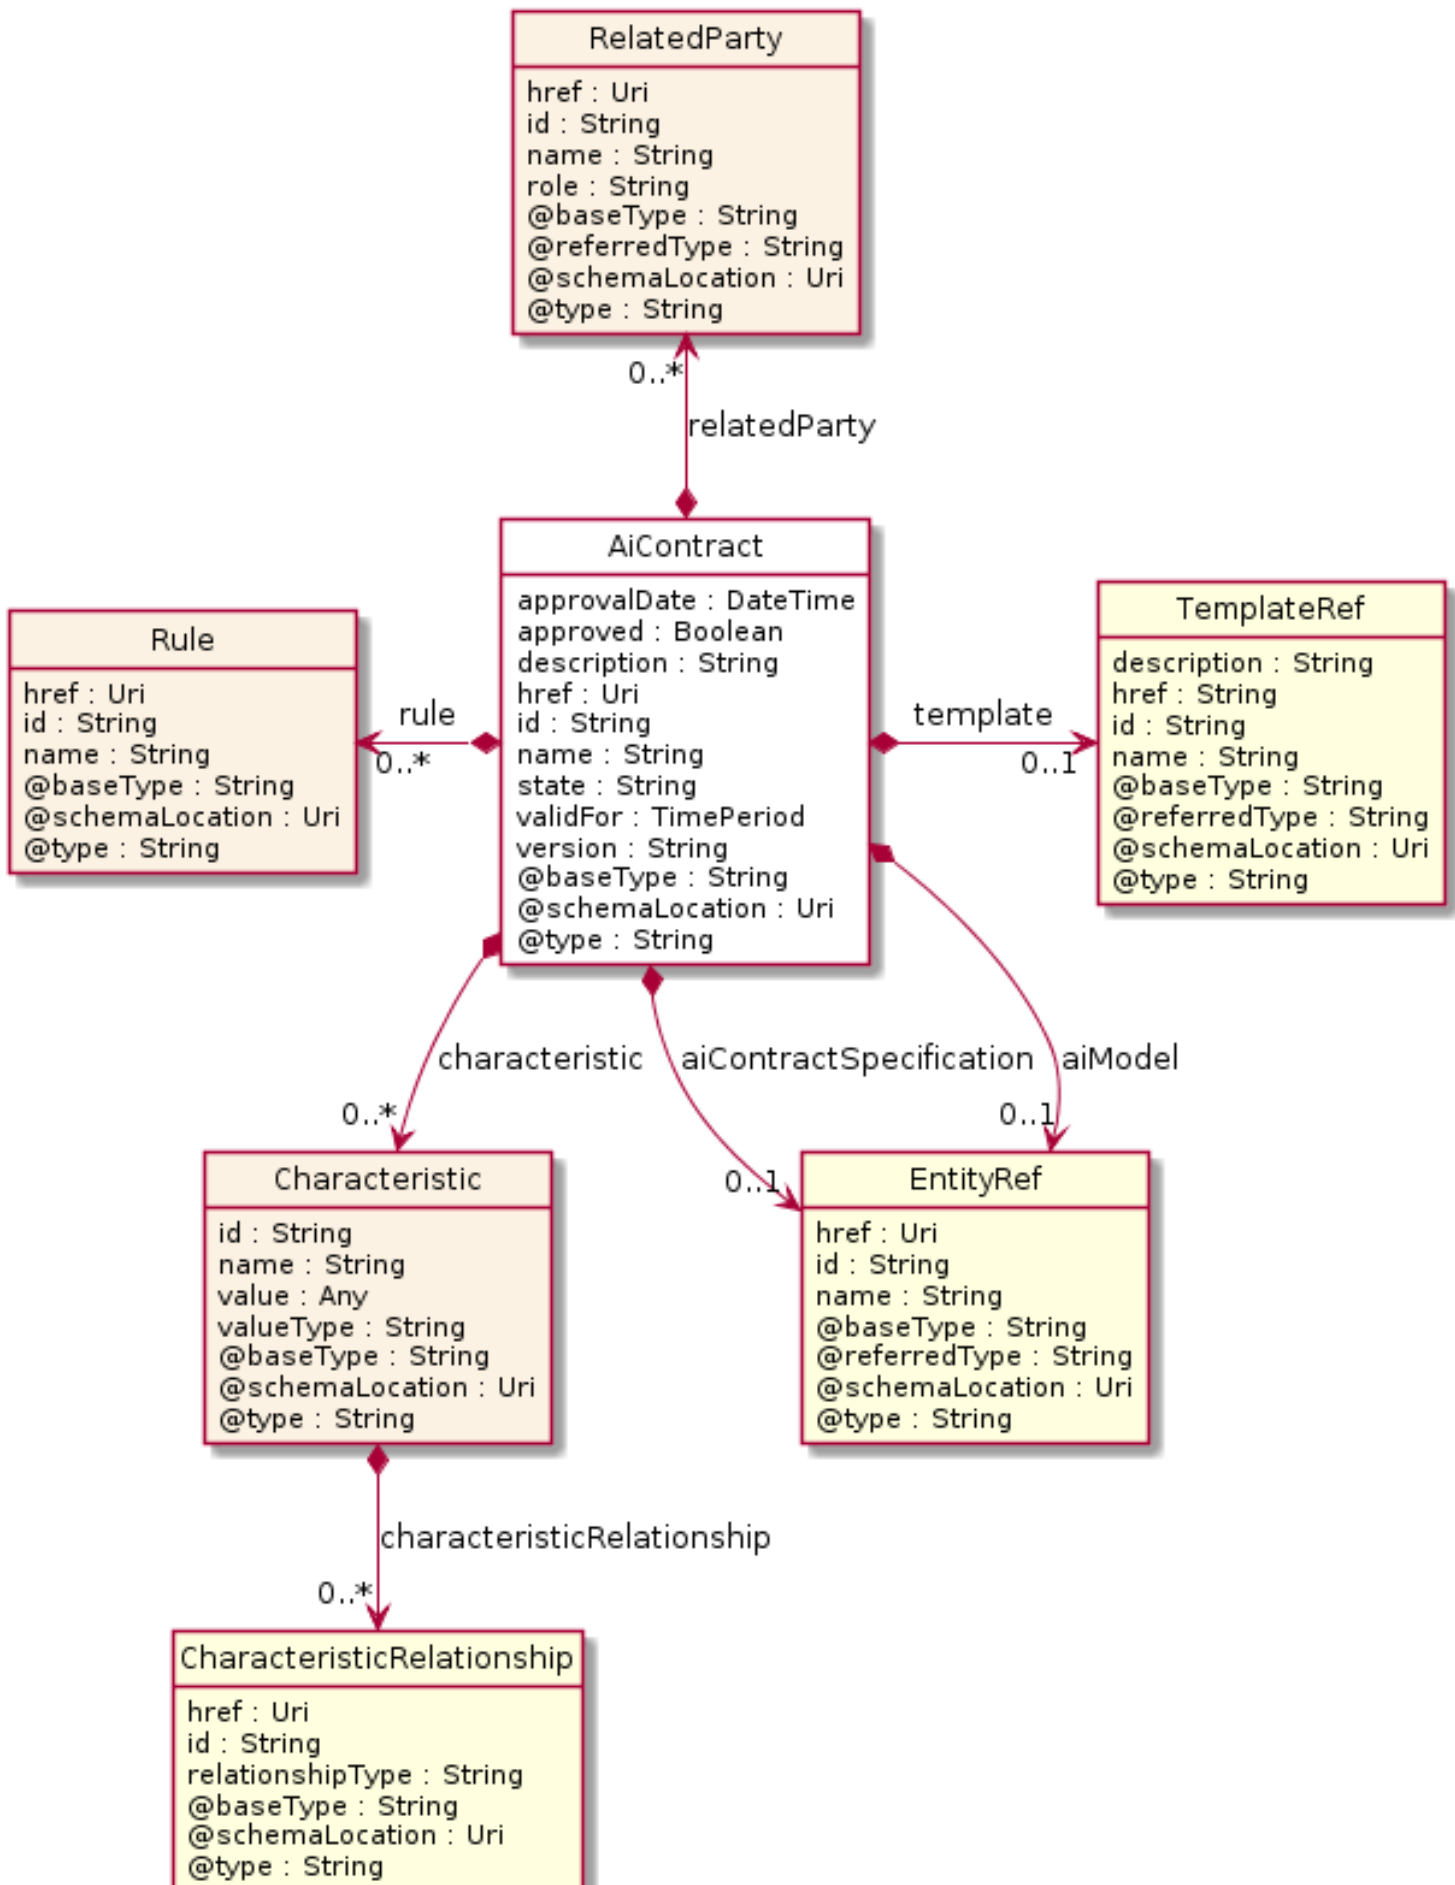 RelatedParty
href : Uri
id : String
name : String
role : String
@baseType : String
@referredType : String
@schemaLocation : Uri
@type : String
0..*
relatedParty
AiContract
approvalDate : DateTime
approved : Boolean
description : String
href : Uri
id : String
name : String
state : String
validFor : TimePeriod
version : String
@baseType : String
@schemaLocation : Uri
@type : String
Rule
href : Uri
id : String
name : String
@baseType : String
@schemaLocation : Uri
@type : String
rule
0..*
template
0..1
TemplateRef
description : String
href : String
id : String
name : String
@baseType : String
@referredType : String
@schemaLocation : Uri
@type : String
characteristic
0..*
aiContractSpecification
0..1
aiModel
0..1
Characteristic
id : String
name : String
value : Any
valueType : String
@baseType : String
@schemaLocation : Uri
@type : String
EntityRef
href : Uri
id : String
name : String
@baseType : String
@referredType : String
@schemaLocation : Uri
@type : String
characteristicRelationship
0..*
CharacteristicRelationship
href : Uri
id : String
relationshipType : String
@baseType : String
@schemaLocation : Uri
@type : String